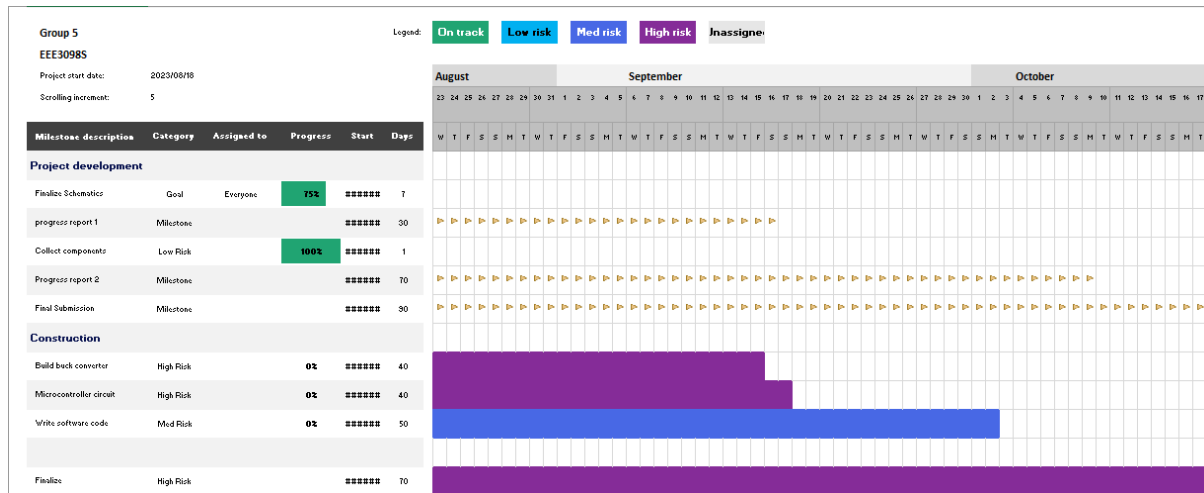 Group 5
Legend: On track Low risk Med risk High risk Unassigned
EEE3098S
Project start date: 2023/08/18
August September October
Scrolling increment: 5
23 24 25 26 27 28 29 30 31 1 2 3 4 5 6 7 8 9 10 11 12 13 14 15 16 17 18 19 20 21 22 23 24 25 26 27 28 29 30 1 2 3 4 5 6 7 8 9 10 11 12 13 14 15 16 17
Milestone description Category Assigned to Progress Start Days W T F S S M T W T F S S M T W T F S S M T W T F S S M T W T F S S M T W T F S S M T W T F S S M T W T F S S M T
Project development
Finalize Schematics Goal Everyone 75% ###### 7
progress report 1 Milestone ###### 30
Collect components Low Risk 100% ###### 1
Progress report 2 Milestone ###### 70
Final Submission Milestone ###### 90
Construction
Build buck converter High Risk 0% ###### 40
Microcontroller circuit High Risk 0% ###### 40
Write software code Med Risk 0% ###### 50
Finalize High Risk ###### 70